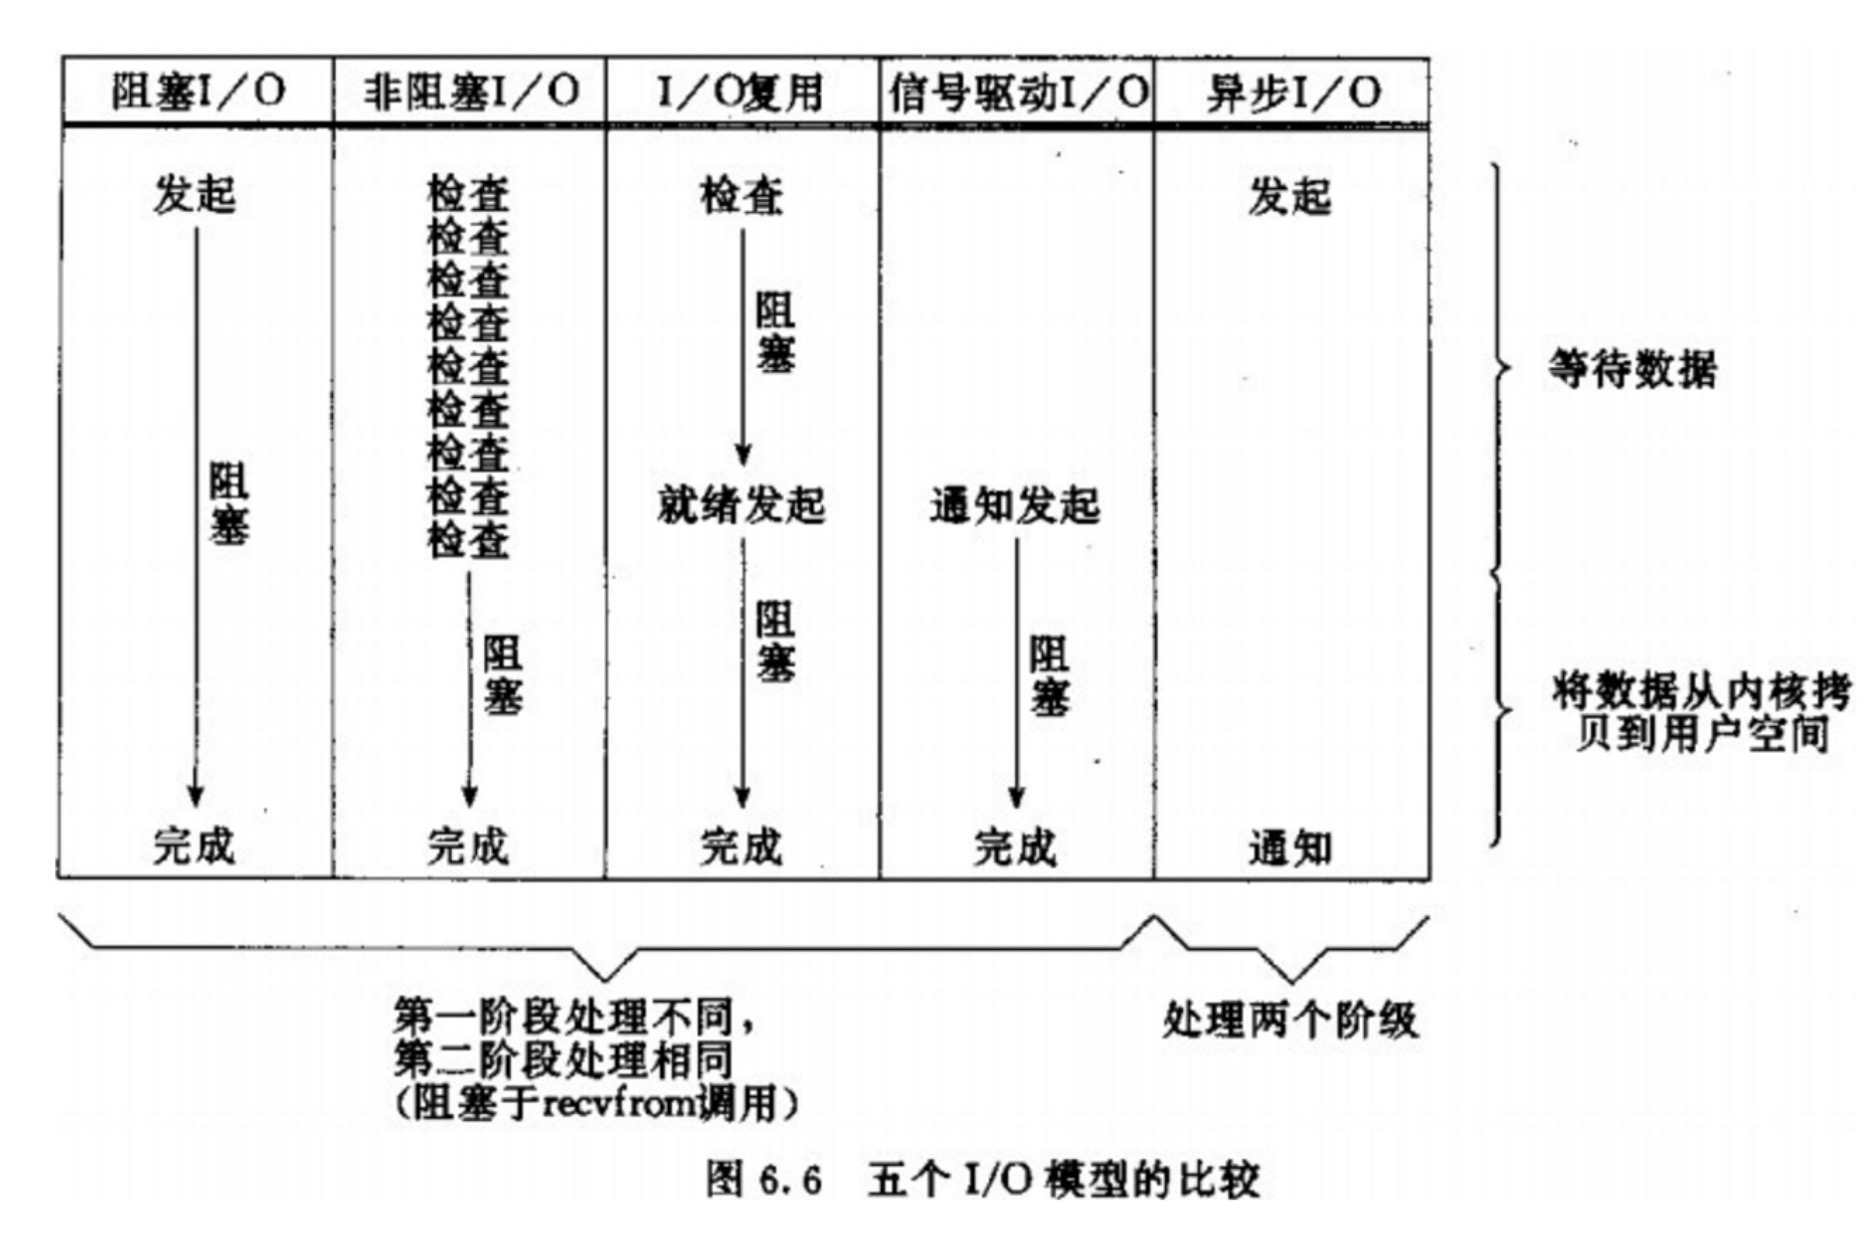 阻塞I/O 非阻塞I/O I/O复用 信号驱动I/O 异步I/O
发起 检查 检查 发起
检查
检查
检查
检查
检查
检查
检查
检查
阻塞
阻塞
就绪发起 通知发起
等待数据
阻塞
阻塞
阻塞
阻塞
将数据从内核拷
贝到用户空间
完成 完成 完成 完成 通知
第一阶段处理不同，
第二阶段处理相同
(阻塞于recvfrom调用)
处理两个阶级
图 6.6 五个 I/O 模型的比较